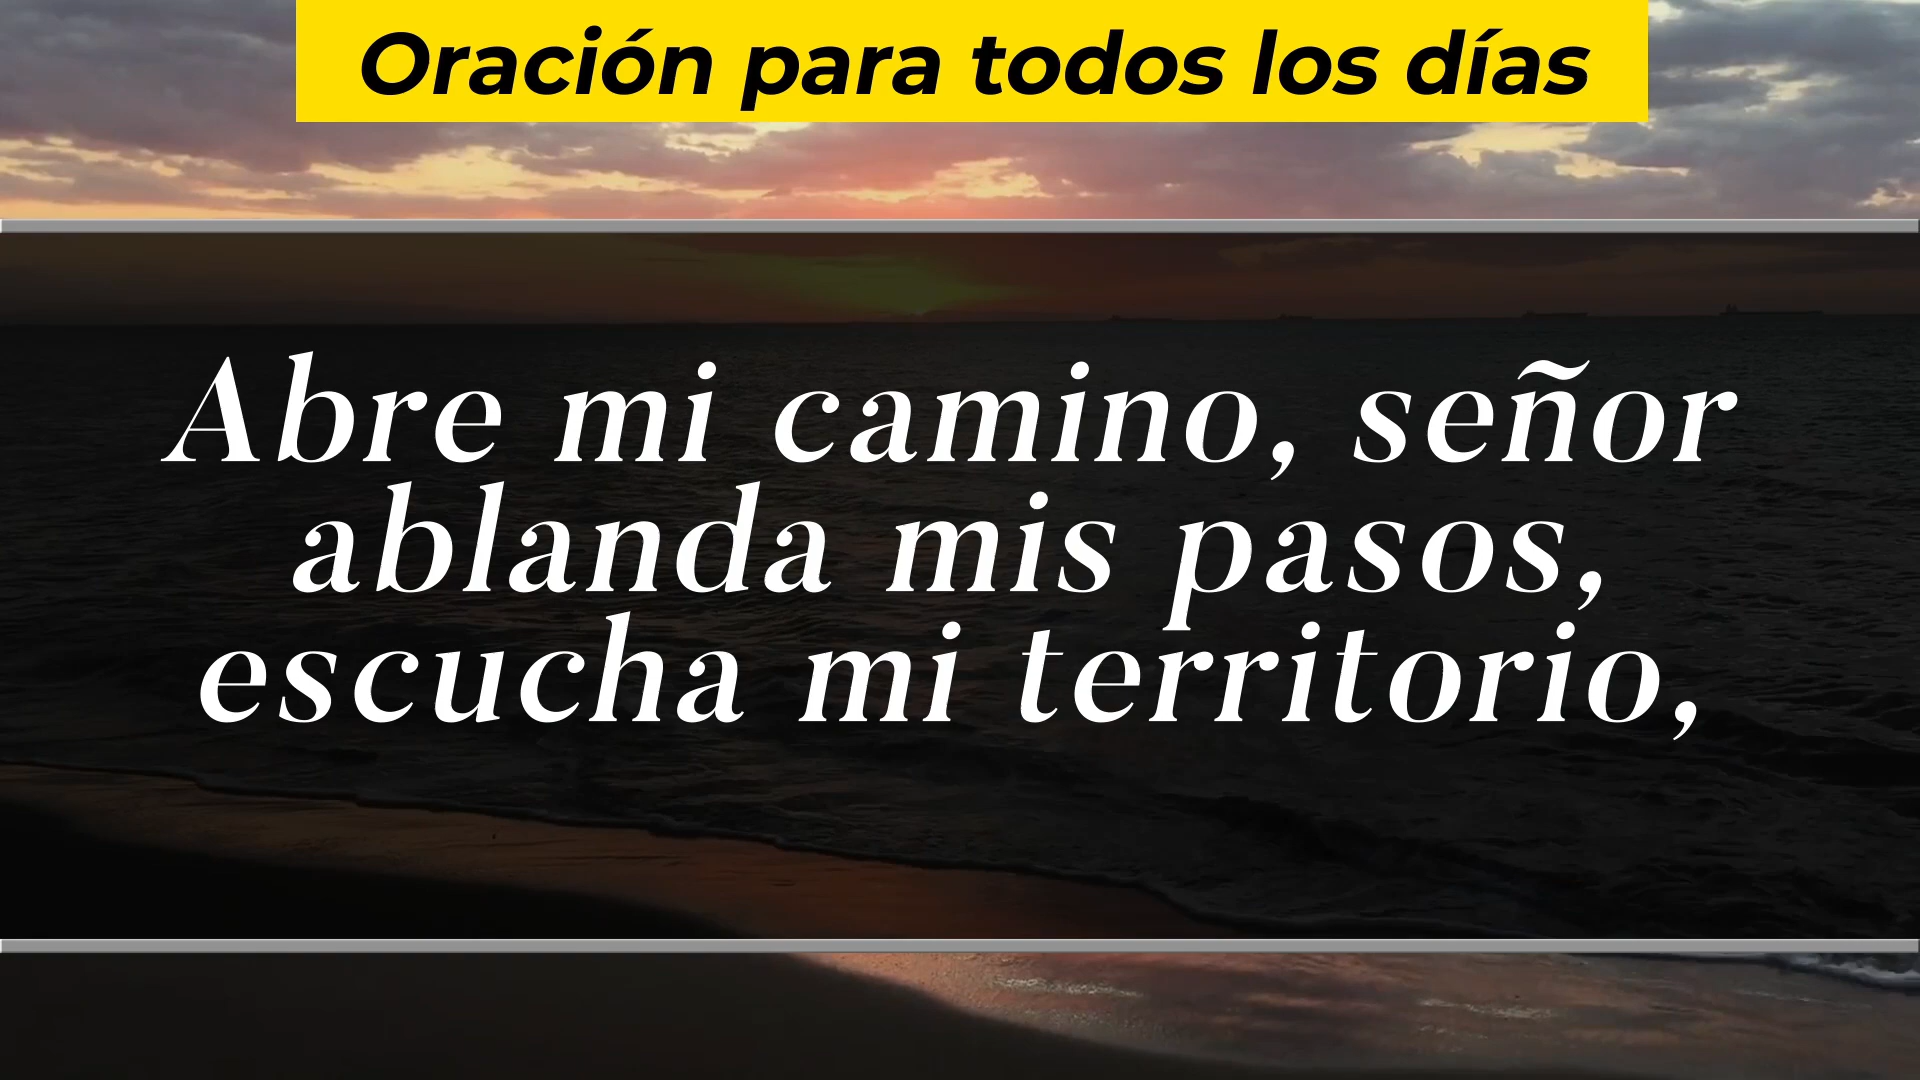 Oración para todos los días
Abre mi camino, señor
ablanda mis pasos,
escucha mi territorio,